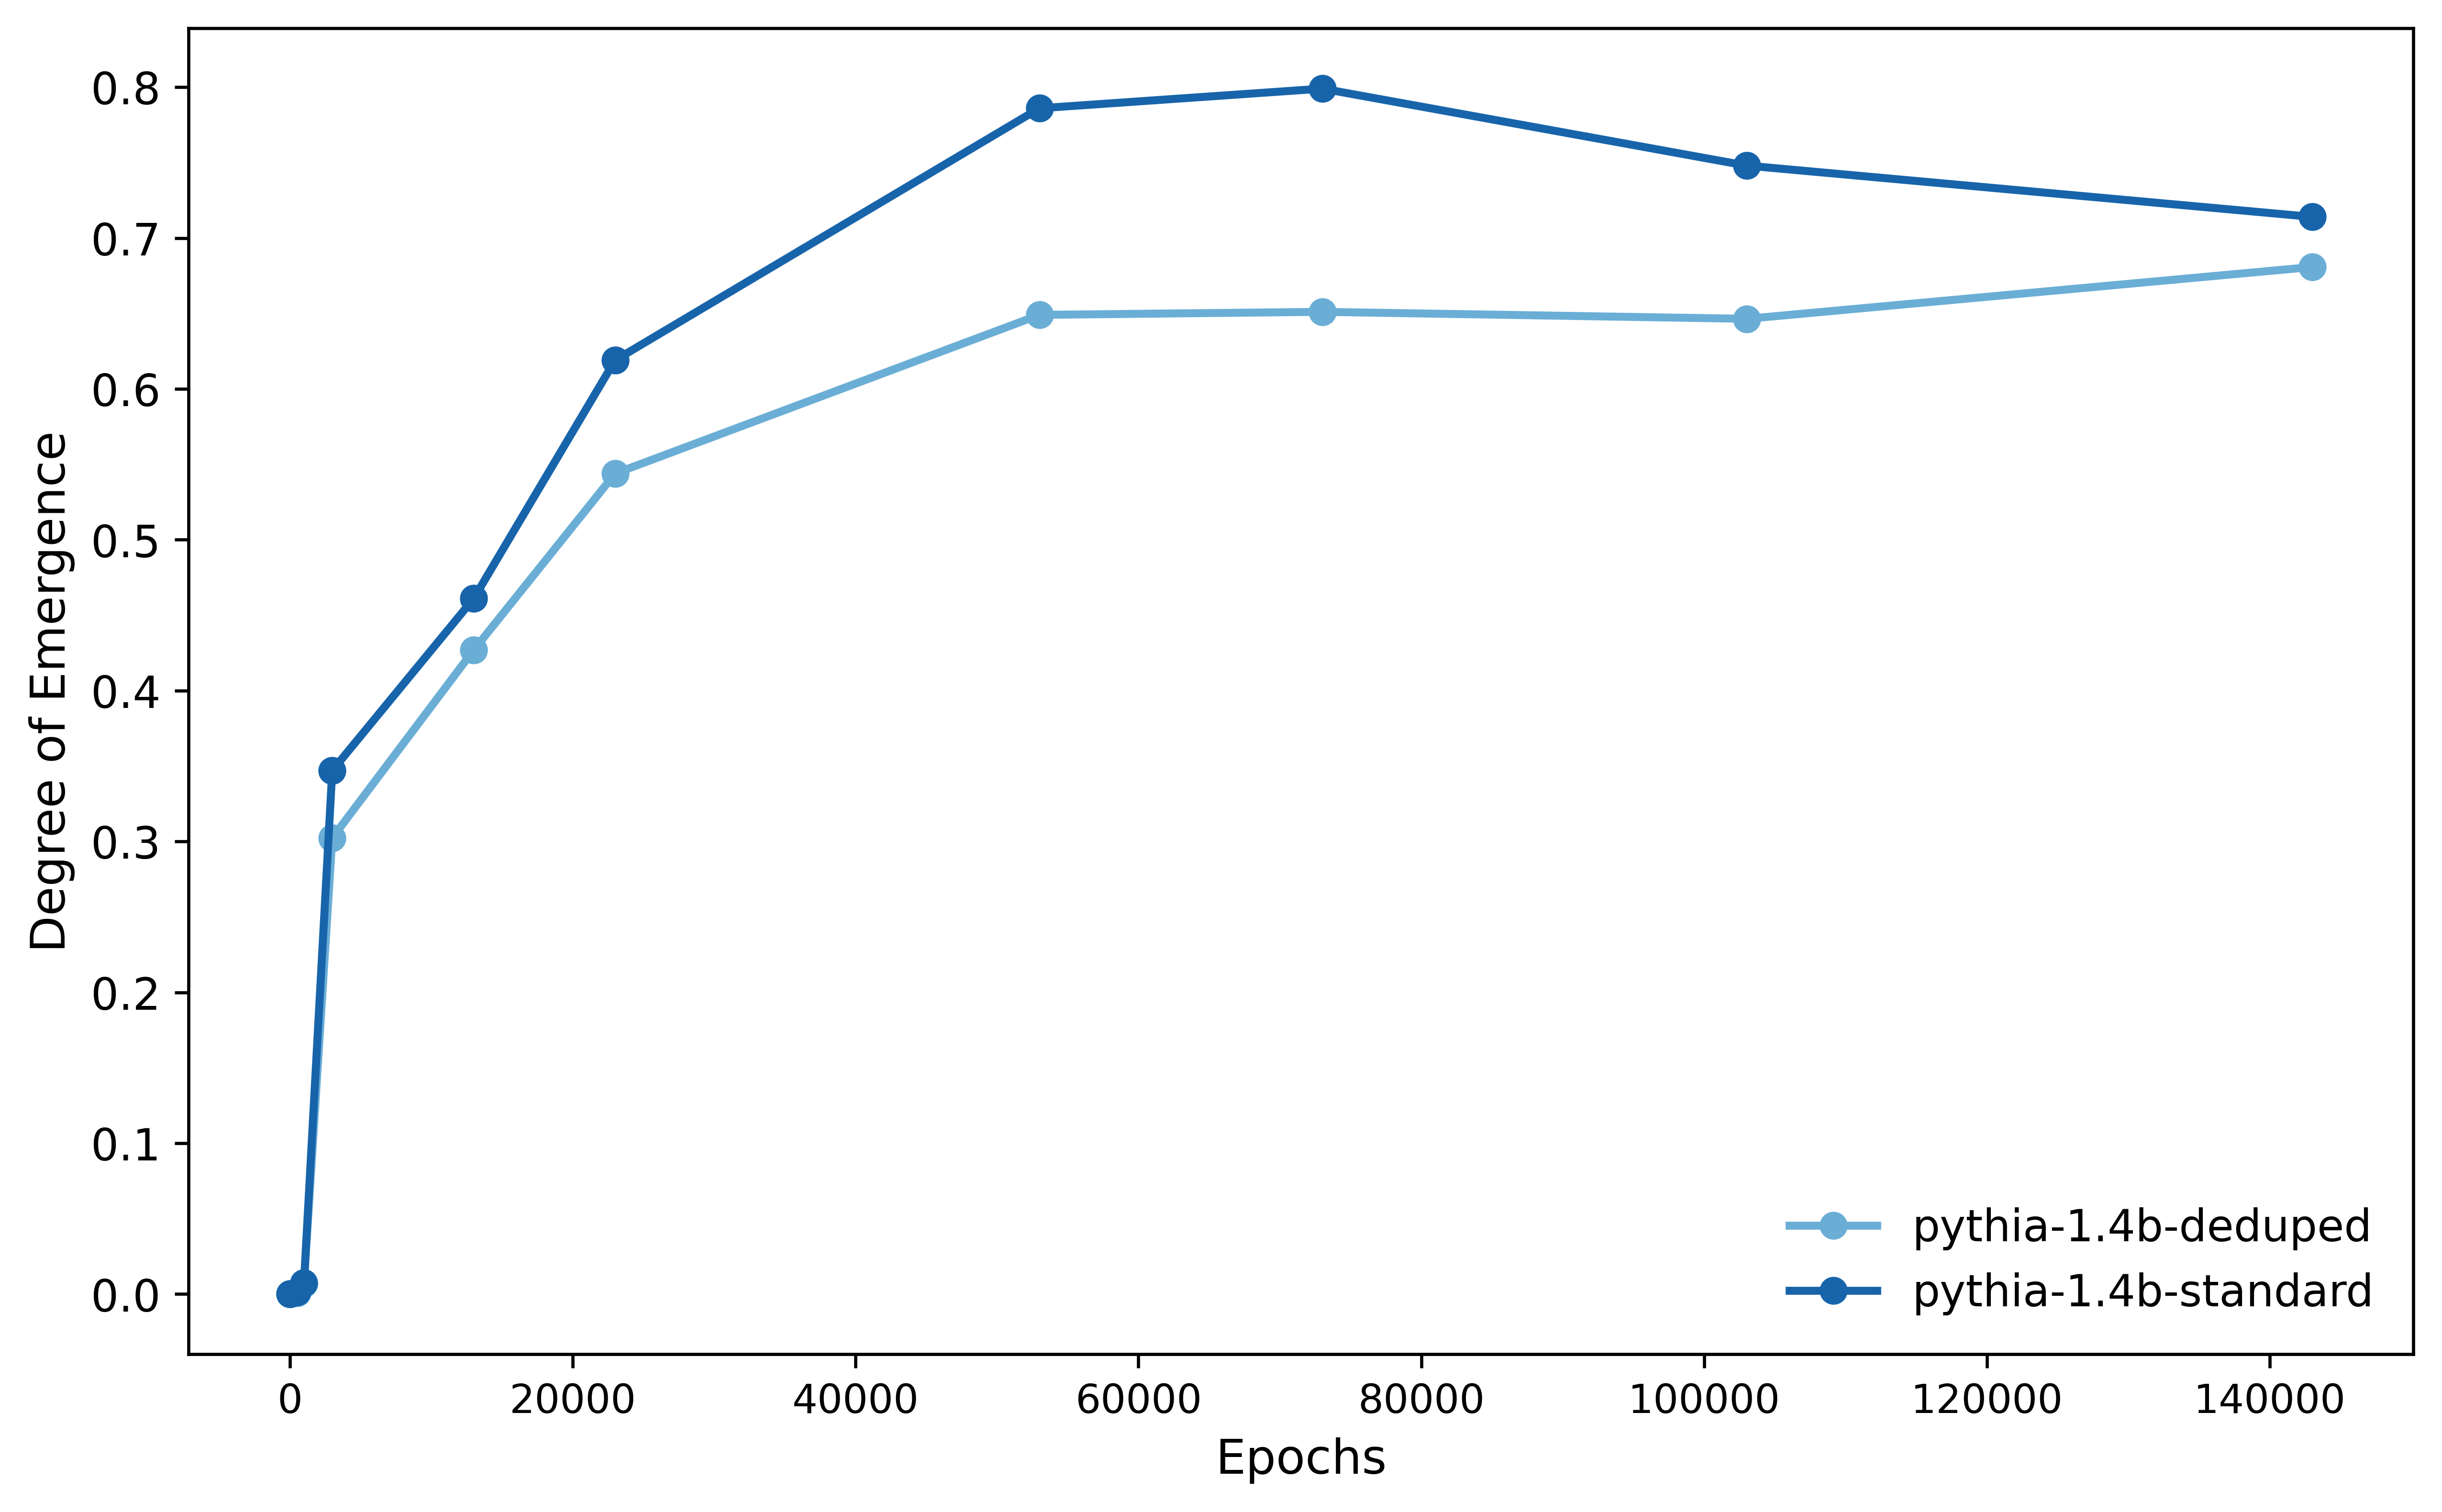 0.8
0.7
0.6
0.5
0.4
0.3
0.2
0.1
0.0
Degree of Emergence
pythia-1.4b-deduped
pythia-1.4b-standard
0 20000 40000 60000 80000 100000 120000 140000
Epochs